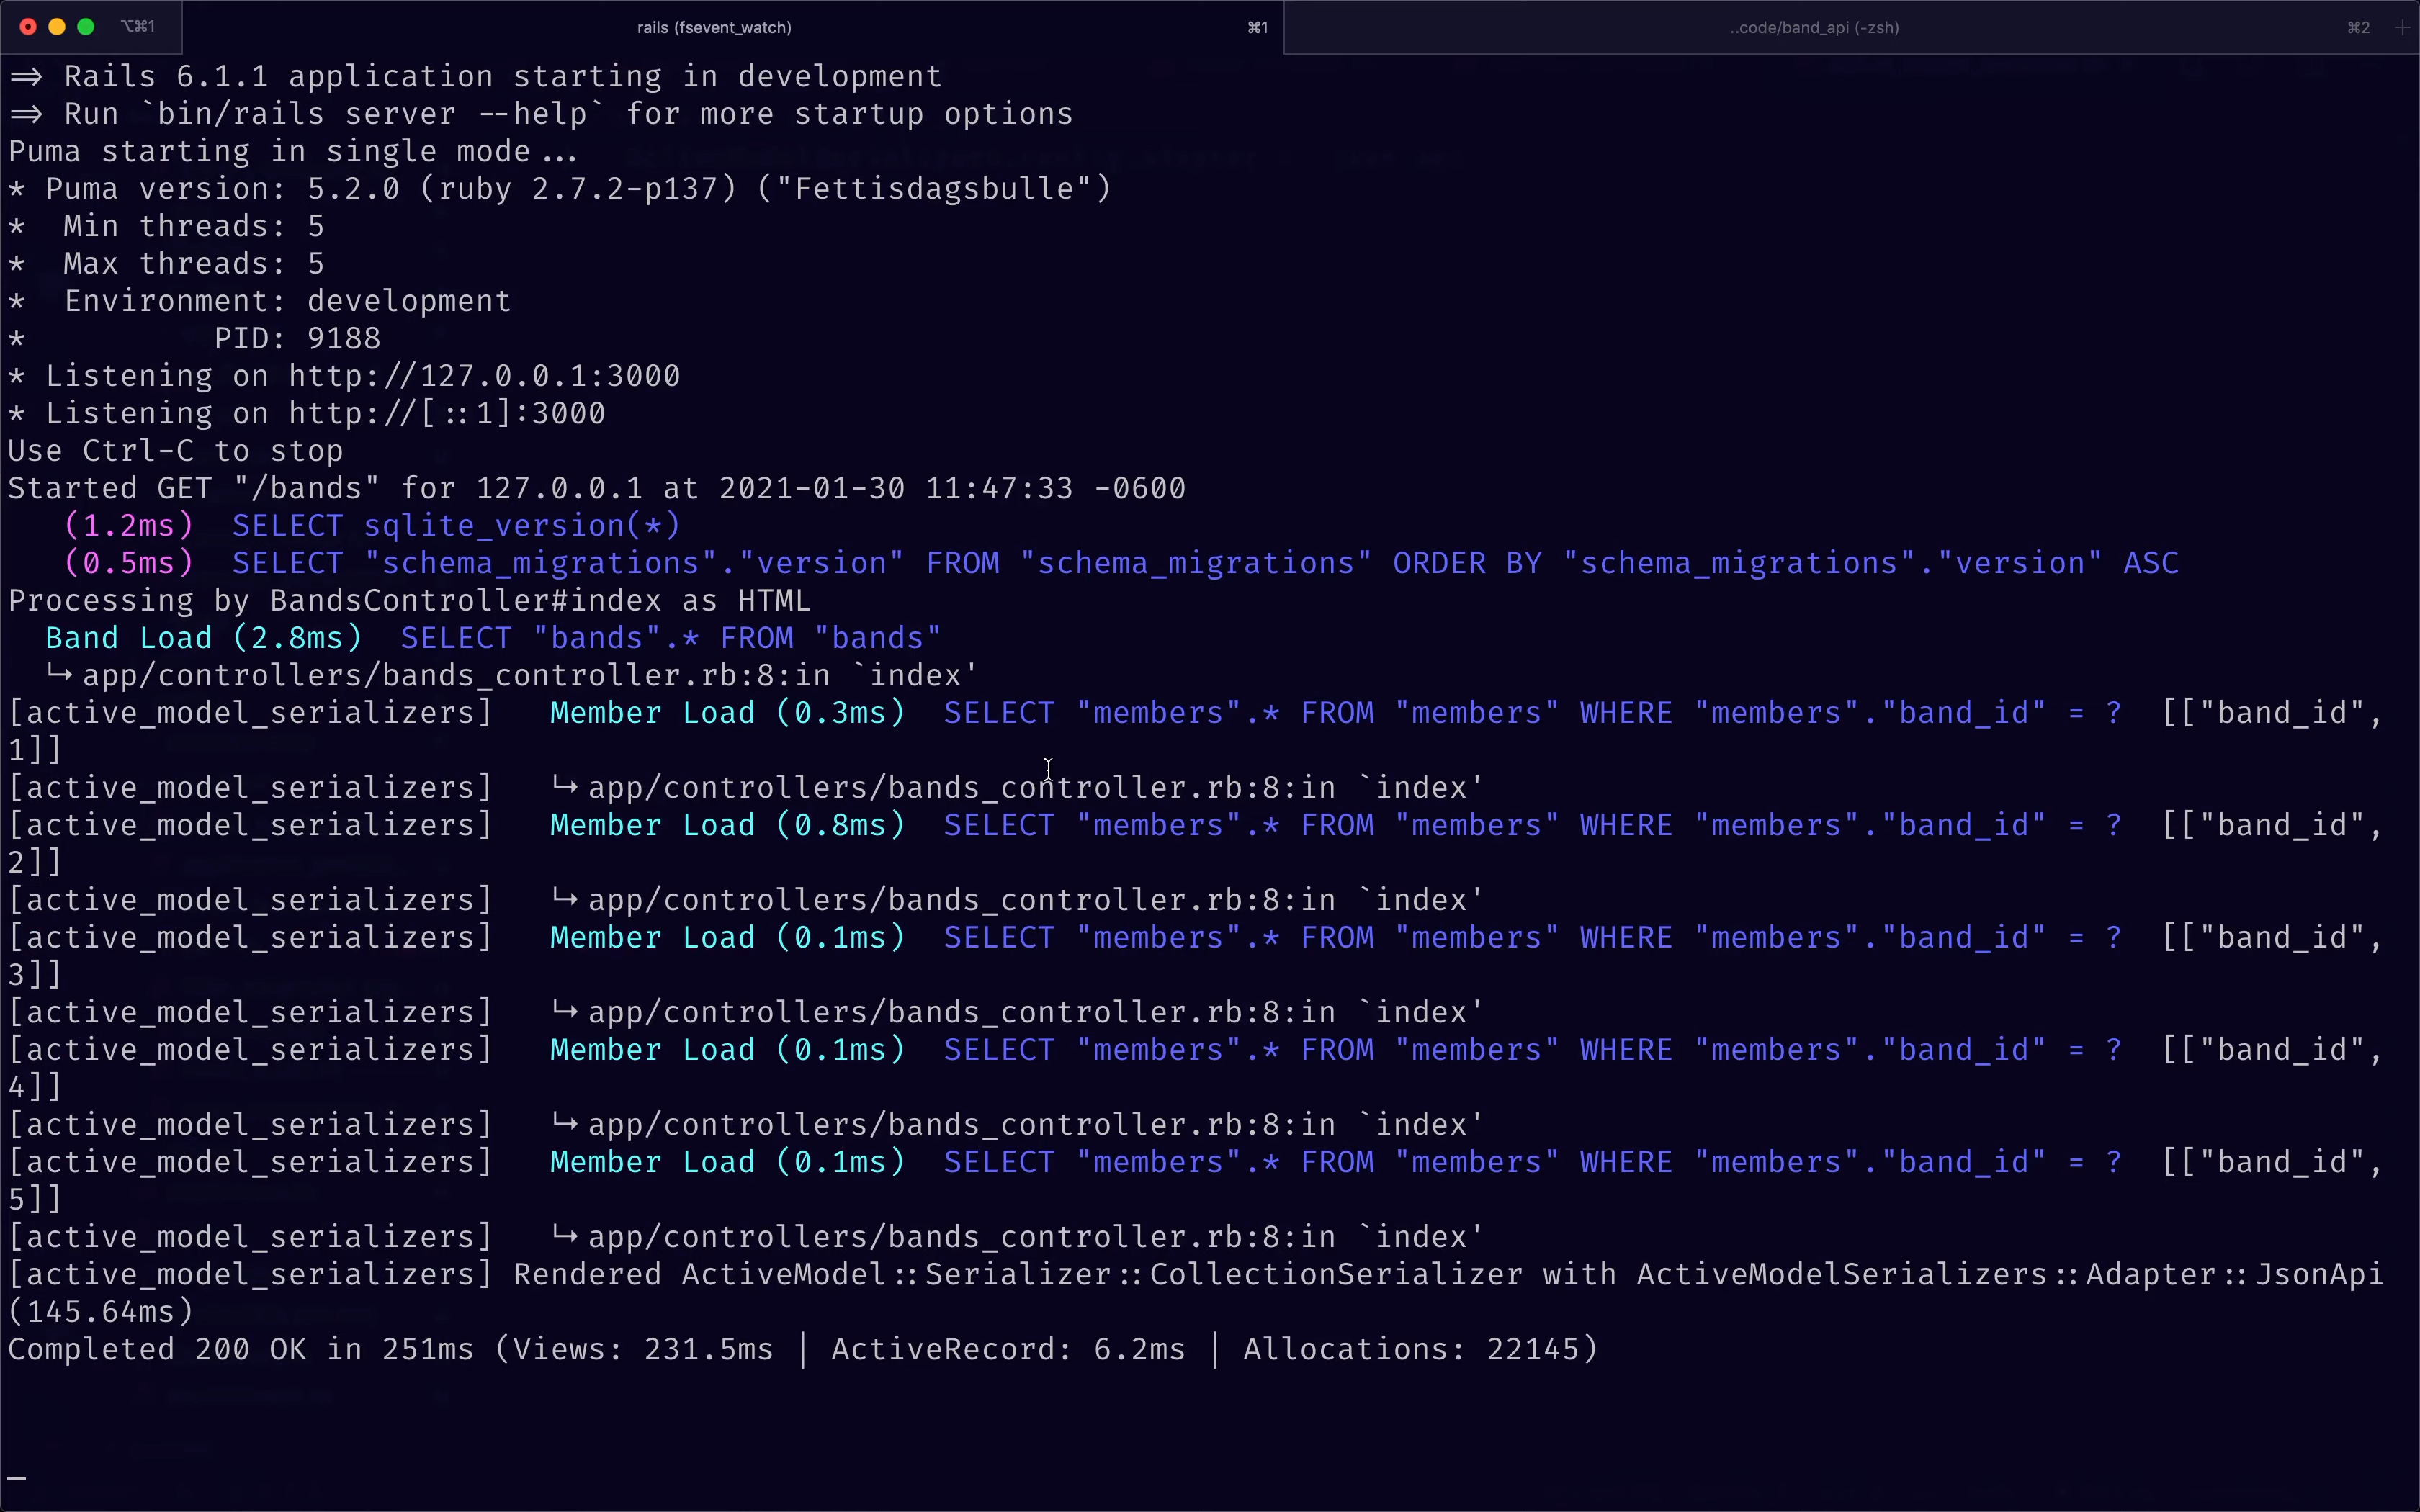 ⌥⌘1 rails (fsevent_watch) ⌘1 ..code/band_api (-zsh) ⌘2 +
=> Rails 6.1.1 application starting in development
=> Run `bin/rails server --help` for more startup options
Puma starting in single mode...
* Puma version: 5.2.0 (ruby 2.7.2-p137) ("Fettisdagsbulle")
*  Min threads: 5
*  Max threads: 5
*  Environment: development
*          PID: 9188
* Listening on http://127.0.0.1:3000
* Listening on http://[::1]:3000
Use Ctrl-C to stop
Started GET "/bands" for 127.0.0.1 at 2021-01-30 11:47:33 -0600
   (1.2ms)  SELECT sqlite_version(*)
   (0.5ms)  SELECT "schema_migrations"."version" FROM "schema_migrations" ORDER BY "schema_migrations"."version" ASC
Processing by BandsController#index as HTML
  Band Load (2.8ms)  SELECT "bands".* FROM "bands"
  ↳ app/controllers/bands_controller.rb:8:in `index'
[active_model_serializers]   Member Load (0.3ms)  SELECT "members".* FROM "members" WHERE "members"."band_id" = ?  [["band_id",
1]]
[active_model_serializers]   ↳ app/controllers/bands_controller.rb:8:in `index'
[active_model_serializers]   Member Load (0.8ms)  SELECT "members".* FROM "members" WHERE "members"."band_id" = ?  [["band_id",
2]]
[active_model_serializers]   ↳ app/controllers/bands_controller.rb:8:in `index'
[active_model_serializers]   Member Load (0.1ms)  SELECT "members".* FROM "members" WHERE "members"."band_id" = ?  [["band_id",
3]]
[active_model_serializers]   ↳ app/controllers/bands_controller.rb:8:in `index'
[active_model_serializers]   Member Load (0.1ms)  SELECT "members".* FROM "members" WHERE "members"."band_id" = ?  [["band_id",
4]]
[active_model_serializers]   ↳ app/controllers/bands_controller.rb:8:in `index'
[active_model_serializers]   Member Load (0.1ms)  SELECT "members".* FROM "members" WHERE "members"."band_id" = ?  [["band_id",
5]]
[active_model_serializers]   ↳ app/controllers/bands_controller.rb:8:in `index'
[active_model_serializers] Rendered ActiveModel::Serializer::CollectionSerializer with ActiveModelSerializers::Adapter::JsonApi
(145.64ms)
Completed 200 OK in 251ms (Views: 231.5ms | ActiveRecord: 6.2ms | Allocations: 22145)